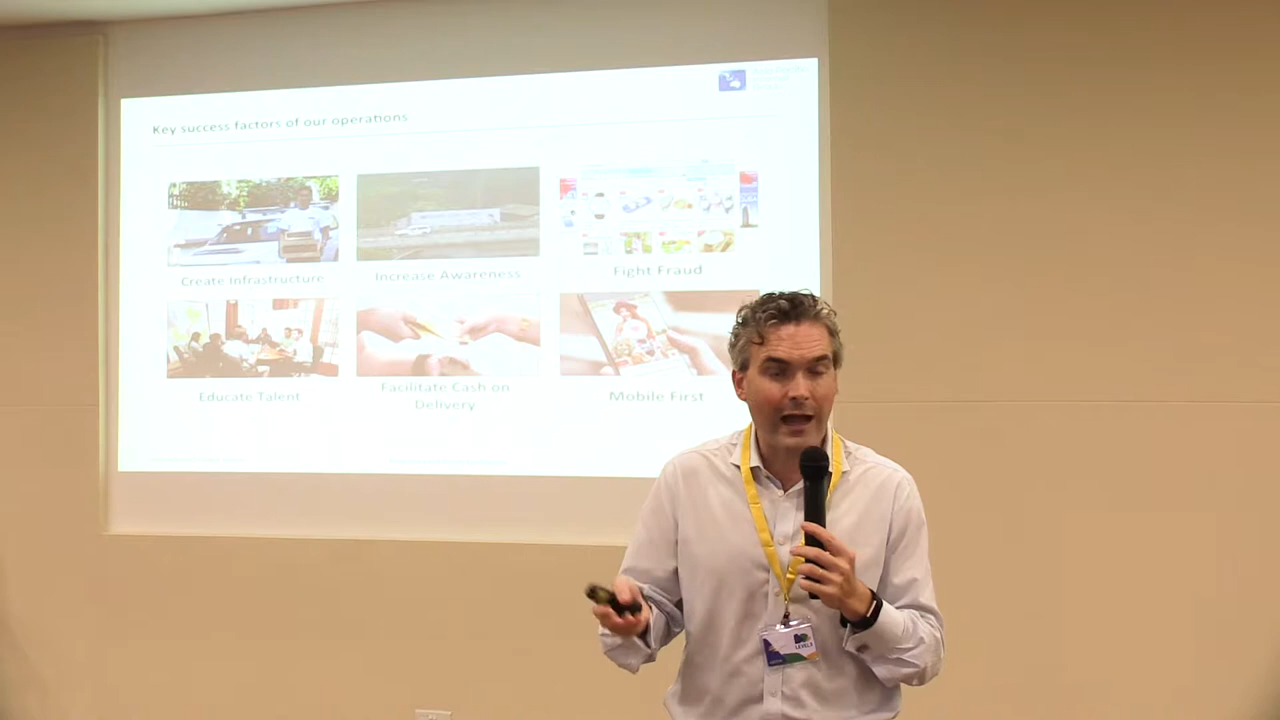 Key success factors of our operations
Create Infrastructure
Increase Awareness
Fight Fraud
Educate Talent
Facilitate Cash on
Delivery
Mobile First
LEVEL3